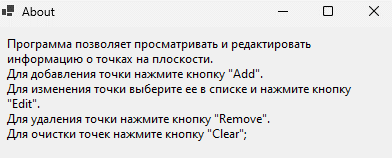 About
Программа позволяет просматривать и редактировать
информацию о точках на плоскости.
Для добавления точки нажмите кнопку "Add".
Для изменения точки выберите ее в списке и нажмите кнопку
"Edit".
Для удаления точки нажмите кнопку "Remove".
Для очистки точек нажмите кнопку "Clear";